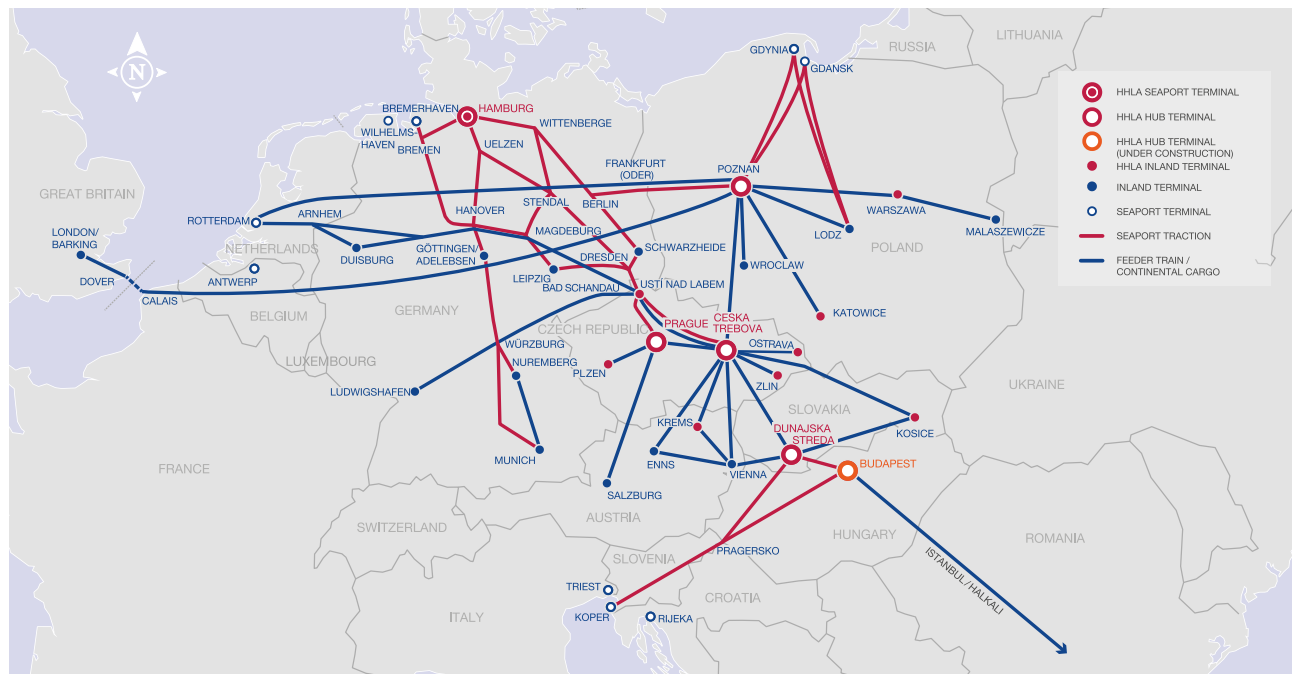 LITHUANIA
RUSSIA
GDYNIA
GDANSK
N
HHLA SEAPORT TERMINAL
HHLA HUB TERMINAL
HHLA HUB TERMINAL
(UNDER CONSTRUCTION)
HHLA INLAND TERMINAL
INLAND TERMINAL
SEAPORT TERMINAL
SEAPORT TRACTION
FEEDER TRAIN /
CONTINENTAL CARGO
BREMERHAVEN
HAMBURG
WILHELMS-
HAVEN
BREMEN
WITTENBERGE
UELZEN
FRANKFURT
(ODER)
POZNAN
GREAT BRITAIN
STENDAL
BERLIN
WARSZAWA
ROTTERDAM
ARNHEM
HANOVER
MALASZEWICZE
LONDON/
BARKING
NETHERLANDS
DUISBURG
GÖTTINGEN/
ADELEBSEN
MAGDEBURG
SCHWARZHEIDE
LODZ
POLAND
DOVER
ANTWERP
LEIPZIG
DRESDEN
WROCLAW
CALAIS
BAD SCHANDAU
USTÍ NAD LABEM
BELGIUM
GERMANY
KATOWICE
CZECH REPUBLIC
PRAGUE
CESKA
TREBOVA
LUXEMBOURG
WÜRZBURG
NUREMBERG
PLZEN
OSTRAVA
ZLIN
UKRAINE
LUDWIGSHAFEN
SLOVAKIA
KREMS
DUNAJSKA
STREDA
KOSICE
FRANCE
MUNICH
ENNS
VIENNA
BUDAPEST
SALZBURG
AUSTRIA
SWITZERLAND
HUNGARY
ROMANIA
PRAGERSKO
SLOVENIA
ISTANBUL / HALKALI
TRIEST
CROATIA
ITALY
KOPER
RIJEKA